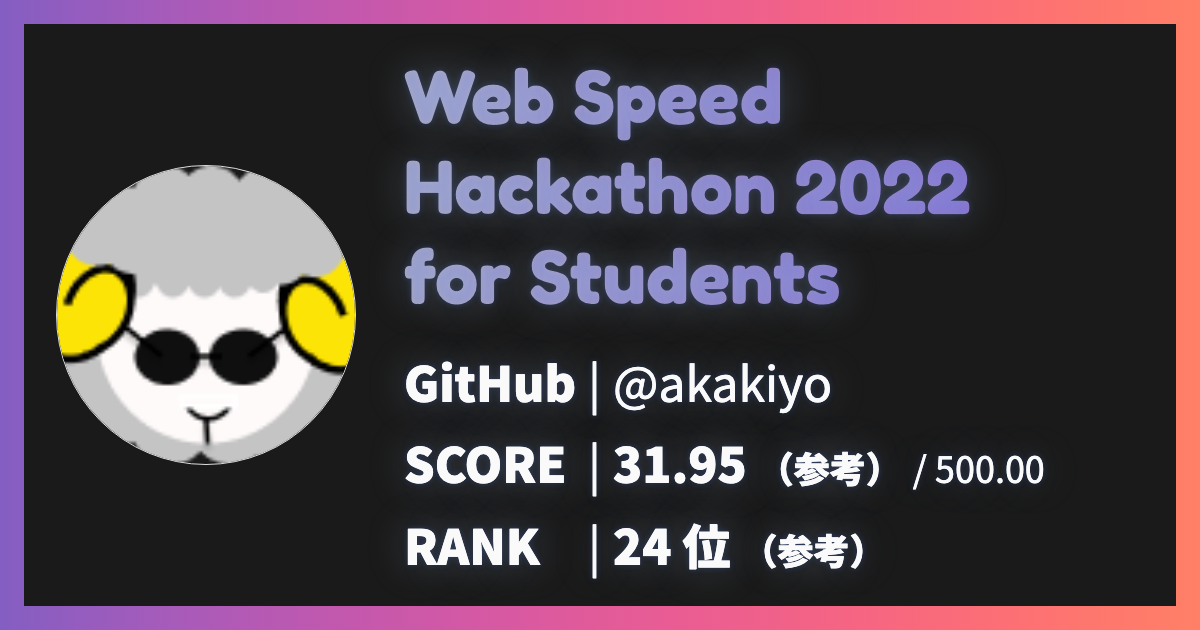 Web Speed
Hackathon 2022
for Students
GitHub | @akakiyo
SCORE | 31.95 （参考） / 500.00
RANK | 24 位 （参考）